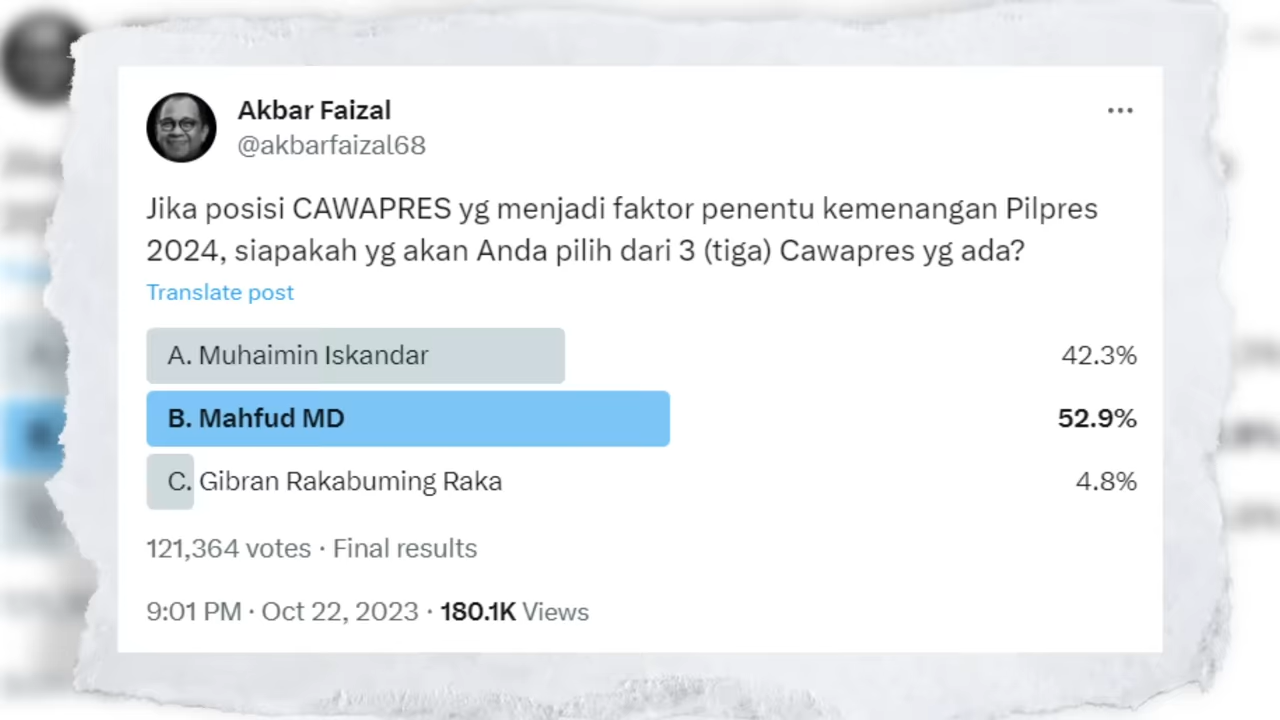 Akbar Faizal
@akbarfaizal68
Jika posisi CAWAPRES yg menjadi faktor penentu kemenangan Pilpres
2024, siapakah yg akan Anda pilih dari 3 (tiga) Cawapres yg ada?
Translate post
A. Muhaimin Iskandar 42.3%
B. Mahfud MD 52.9%
C. Gibran Rakabuming Raka 4.8%
121,364 votes · Final results
9:01 PM · Oct 22, 2023 · 180.1K Views